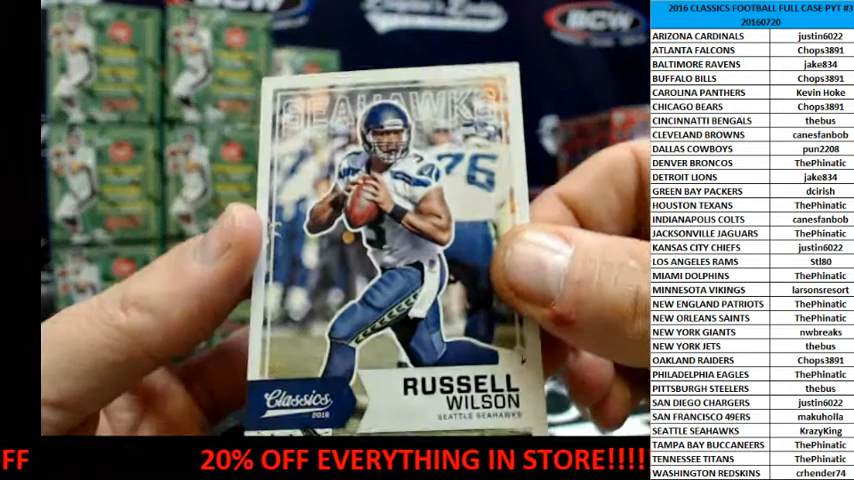 2016 CLASSICS FOOTBALL FULL CASE PYT #3
20160720
ARIZONA CARDINALS justin6022
ATLANTA FALCONS Chops3891
BALTIMORE RAVENS jake834
BUFFALO BILLS Chops3891
CAROLINA PANTHERS Kevin Hoke
CHICAGO BEARS Chops3891
CINCINNATI BENGALS thebus
CLEVELAND BROWNS canesfanbob
DALLAS COWBOYS pun2208
DENVER BRONCOS ThePhinatic
DETROIT LIONS jake834
GREEN BAY PACKERS dcirish
HOUSTON TEXANS ThePhinatic
INDIANAPOLIS COLTS canesfanbob
JACKSONVILLE JAGUARS ThePhinatic
KANSAS CITY CHIEFS justin6022
LOS ANGELES RAMS Stl80
MIAMI DOLPHINS ThePhinatic
MINNESOTA VIKINGS larsonsresort
NEW ENGLAND PATRIOTS ThePhinatic
NEW ORLEANS SAINTS ThePhinatic
NEW YORK GIANTS nwbreaks
NEW YORK JETS thebus
OAKLAND RAIDERS Chops3891
PHILADELPHIA EAGLES ThePhinatic
PITTSBURGH STEELERS thebus
SAN DIEGO CHARGERS justin6022
SAN FRANCISCO 49ERS makuholla
SEATTLE SEAHAWKS KrazyKing
TAMPA BAY BUCCANEERS ThePhinatic
TENNESSEE TITANS ThePhinatic
WASHINGTON REDSKINS crhender74
BCW
BCW
SEAHAWKS
76
Classics
2016
RUSSELL
WILSON
SEATTLE SEAHAWKS
FF 20% OFF EVERYTHING IN STORE!!!!